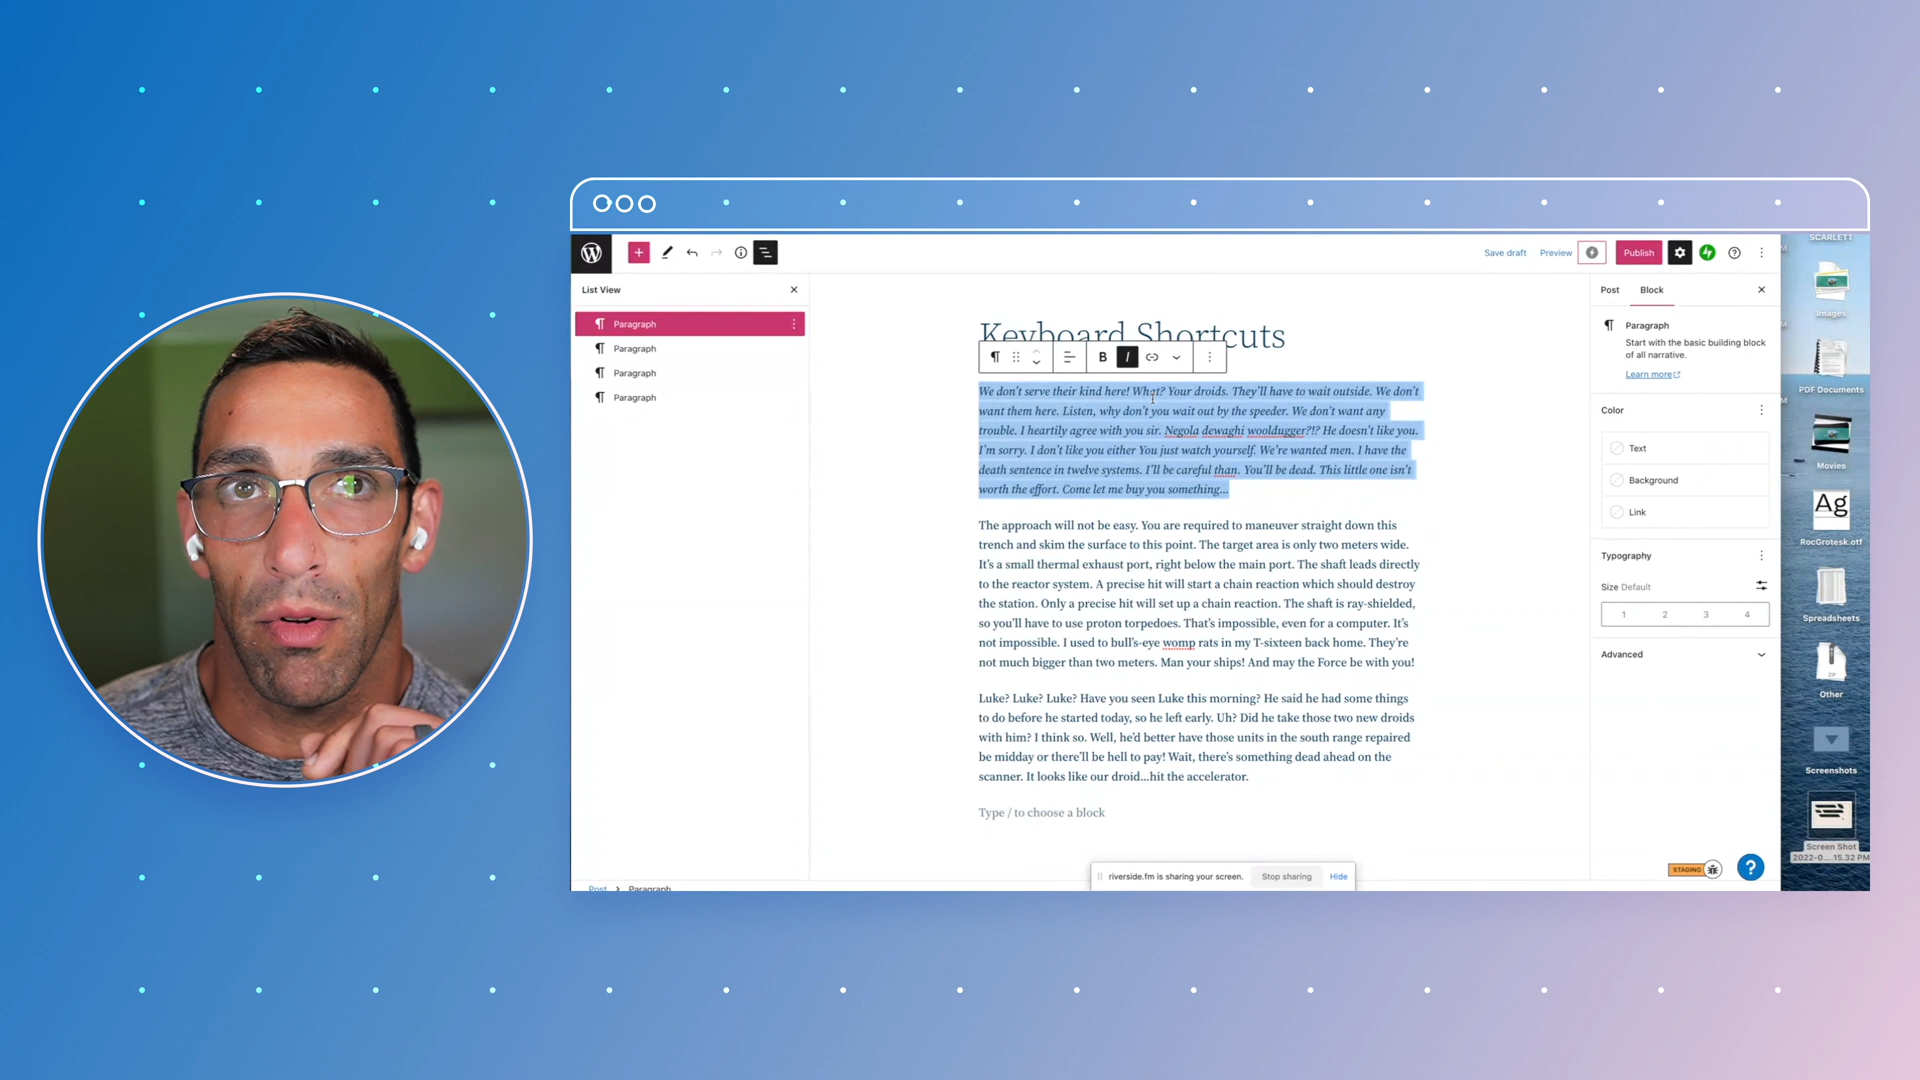 Save draft
Preview
Publish
List View
Post
Block
Paragraph
Paragraph
Paragraph
Paragraph
Keyboard Shortcuts
B I
We don't serve their kind here! What? Your droids. They'll have to wait outside. We don't
want them here. Listen, why don't you wait out by the speeder. We don't want any
trouble. I heartily agree with you sir. Negola dewaghi wooldugger?!? He doesn't like you.
I'm sorry. I don't like you either You just watch yourself. We're wanted men. I have the
death sentence in twelve systems. I'll be careful than. You'll be dead. This little one isn't
worth the effort. Come let me buy you something...
The approach will not be easy. You are required to maneuver straight down this
trench and skim the surface to this point. The target area is only two meters wide.
It's a small thermal exhaust port, right below the main port. The shaft leads directly
to the reactor system. A precise hit will start a chain reaction which should destroy
the station. Only a precise hit will set up a chain reaction. The shaft is ray-shielded,
so you'll have to use proton torpedoes. That's impossible, even for a computer. It's
not impossible. I used to bull's-eye womp rats in my T-sixteen back home. They're
not much bigger than two meters. Man your ships! And may the Force be with you!
Luke? Luke? Luke? Have you seen Luke this morning? He said he had some things
to do before he started today, so he left early. Uh? Did he take those two new droids
with him? I think so. Well, he'd better have those units in the south range repaired
be midday or there'll be hell to pay! Wait, there's something dead ahead on the
scanner. It looks like our droid...hit the accelerator.
Type / to choose a block
Paragraph
Start with the basic building block
of all narrative.
Learn more
Color
Text
Background
Link
Typography
Size Default
1 2 3 4
Advanced
STAGING
?
riverside.fm is sharing your screen.
Stop sharing
Hide
Post > Paragraph
SCARLETT
Images
PDF Documents
Movies
Ag
RocGrotesk.otf
Spreadsheets
ZIP
Other
Screenshots
Screen Shot
2022-0....15.32 PM